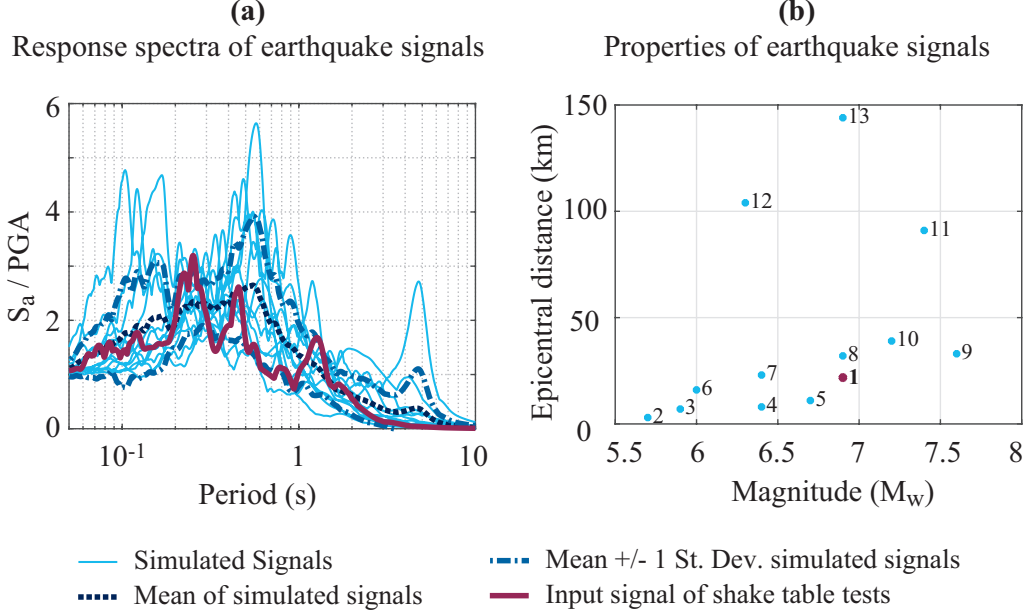 (a)
Response spectra of earthquake signals
6
4
2
0
10-1
1
10
Sa / PGA
Period (s)
(b)
Properties of earthquake signals
150
100
50
0
5.5
6
6.5
7
7.5
8
13
12
11
10
9
8
1
7
6
5
4
3
2
Epicentral distance (km)
Magnitude (Mw)
Simulated Signals
Mean of simulated signals
Mean +/- 1 St. Dev. simulated signals
Input signal of shake table tests